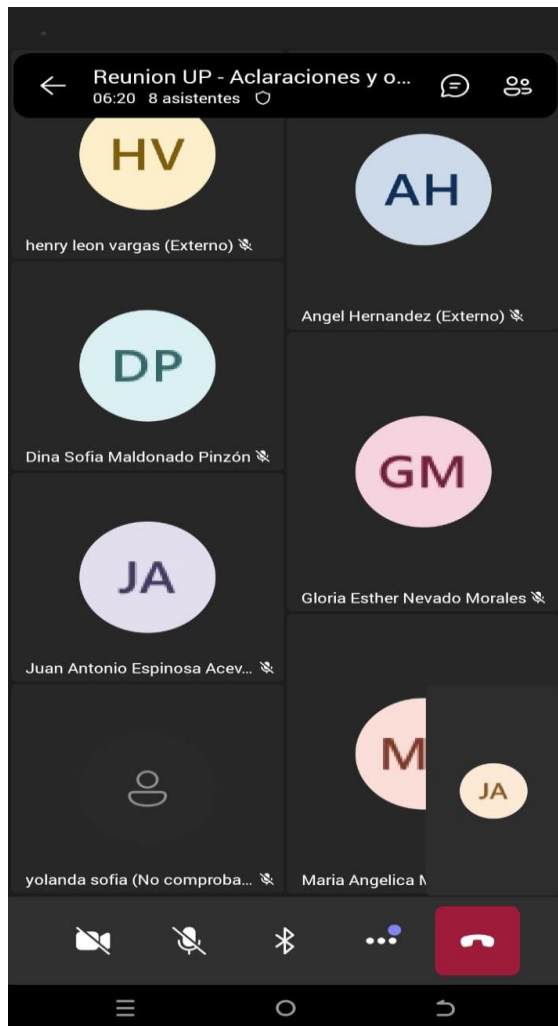 Reunion UP - Aclaraciones y o...
06:20 8 asistentes
HV
henry leon vargas (Externo)
AH
Angel Hernandez (Externo)
DP
Dina Sofia Maldonado Pinzón
GM
Gloria Esther Nevado Morales
JA
Juan Antonio Espinosa Acev...
yolanda sofia (No comproba...
M
Maria Angelica M
JA